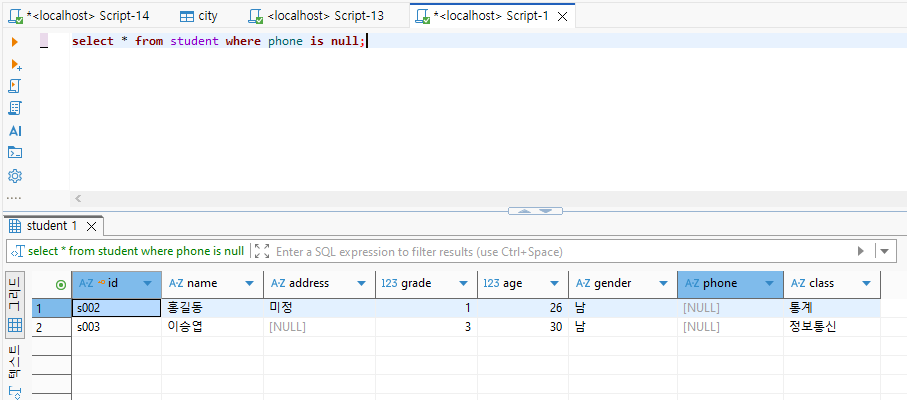 *<localhost> Script-14 city <localhost> Script-13 *<localhost> Script-1
select * from student where phone is null;
AI
student 1
select * from student where phone is null Enter a SQL expression to filter results (use Ctrl+Space)
그리드
텍스트
A-Z id A-Z name A-Z address 123 grade 123 age A-Z gender A-Z phone A-Z class
1 s002 홍길동 미정 1 26 남 [NULL] 통계
2 s003 이승엽 [NULL] 3 30 남 [NULL] 정보통신